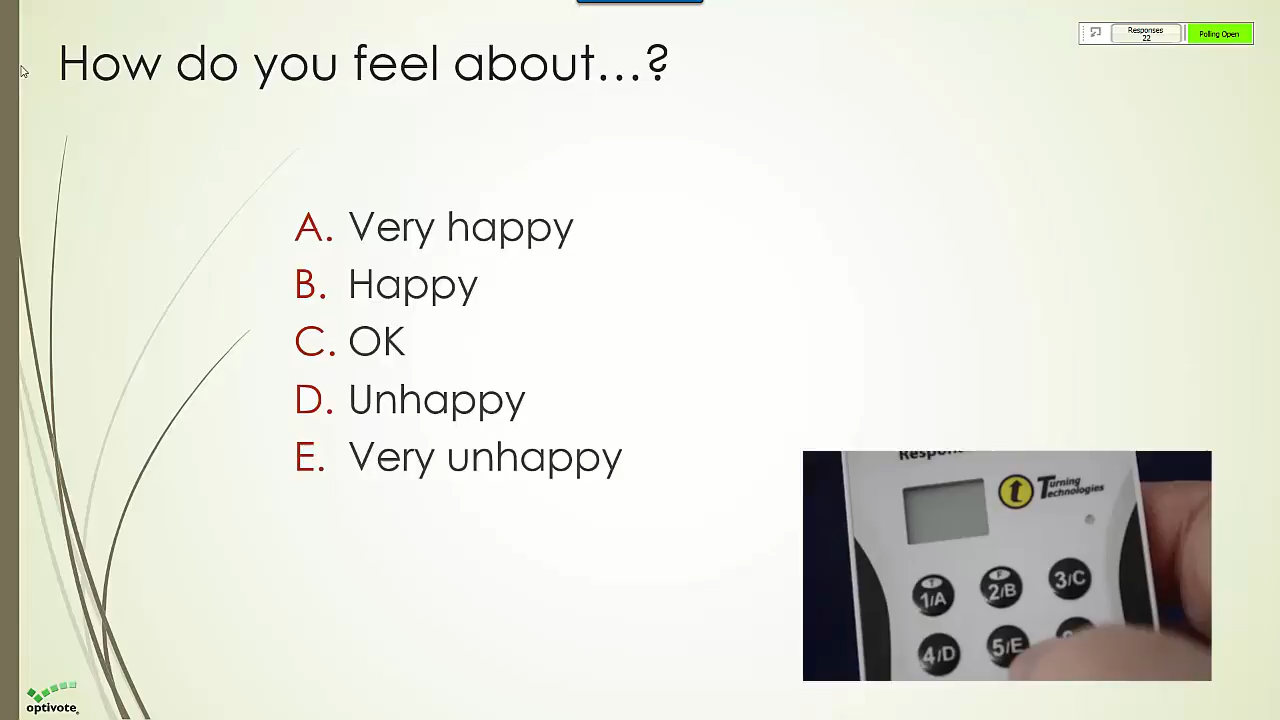 How do you feel about...?
Responses
22
Polling Open
A. Very happy
B. Happy
C. OK
D. Unhappy
E. Very unhappy
t Turning
Technologies
T
1/A
F
2/B
3/C
4/D
5/E
optivote